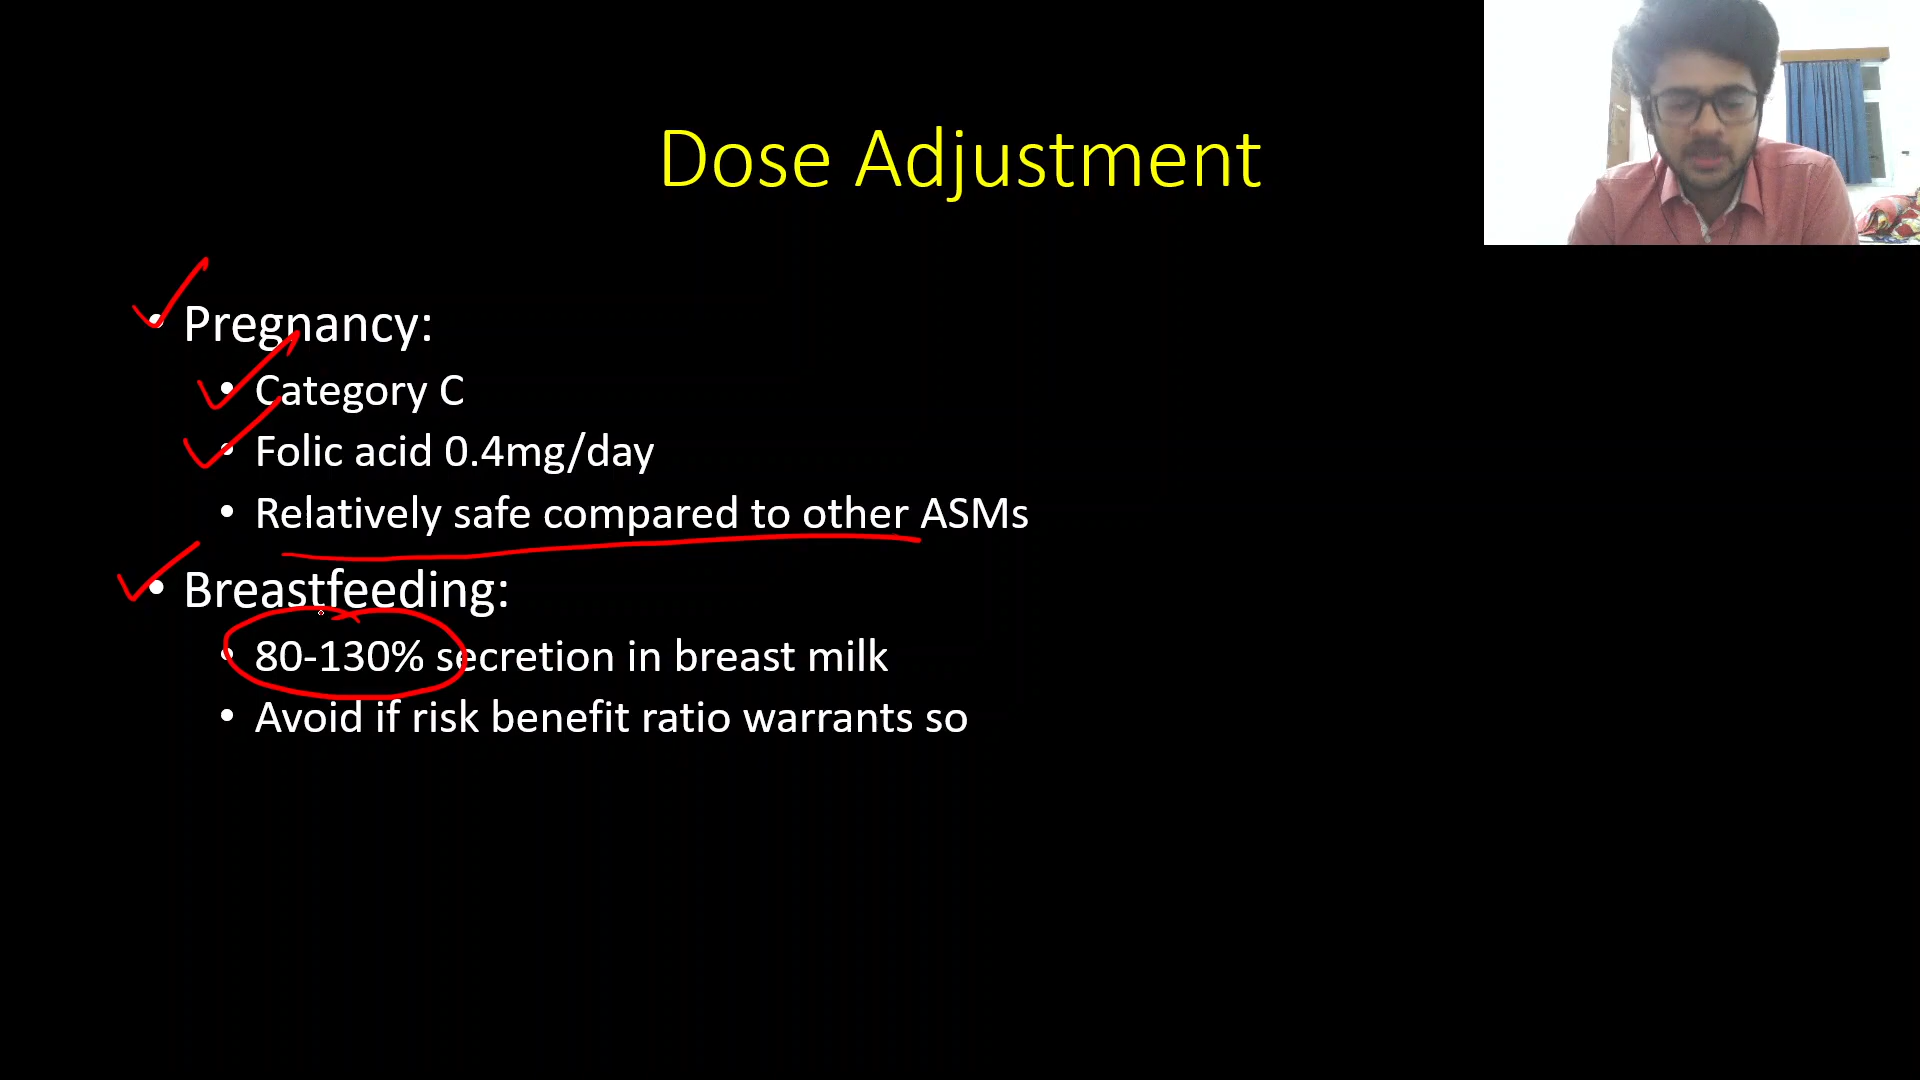 Dose Adjustment
• Pregnancy:
• Category C
• Folic acid 0.4mg/day
• Relatively safe compared to other ASMs
• Breastfeeding:
• 80-130% secretion in breast milk
• Avoid if risk benefit ratio warrants so